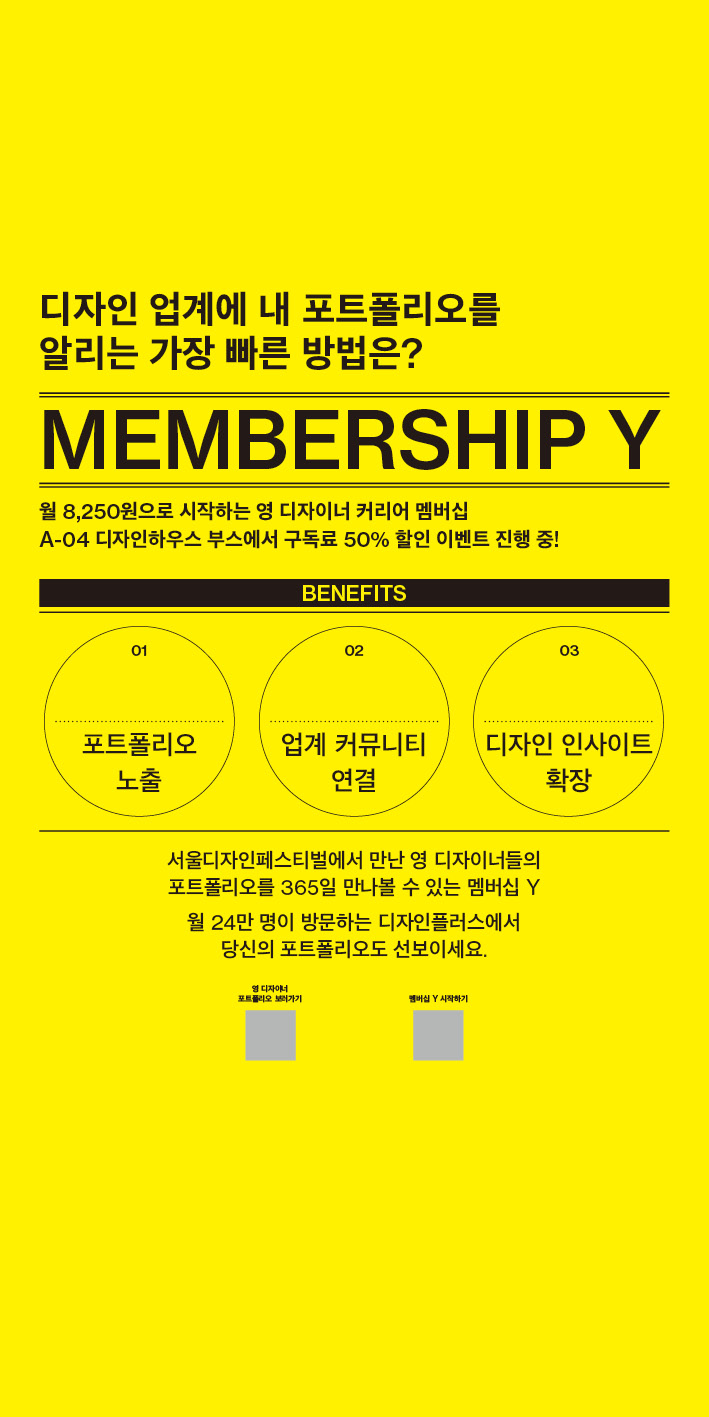 디자인 업계에 내 포트폴리오를
알리는 가장 빠른 방법은?
MEMBERSHIP Y
월 8,250원으로 시작하는 영 디자이너 커리어 멤버십
A-04 디자인하우스 부스에서 구독료 50% 할인 이벤트 진행 중!
BENEFITS
01
포트폴리오
노출
02
업계 커뮤니티
연결
03
디자인 인사이트
확장
서울디자인페스티벌에서 만난 영 디자이너들의
포트폴리오를 365일 만나볼 수 있는 멤버십 Y
월 24만 명이 방문하는 디자인플러스에서
당신의 포트폴리오도 선보이세요.
영 디자이너
포트폴리오 보러가기
멤버십 Y 시작하기